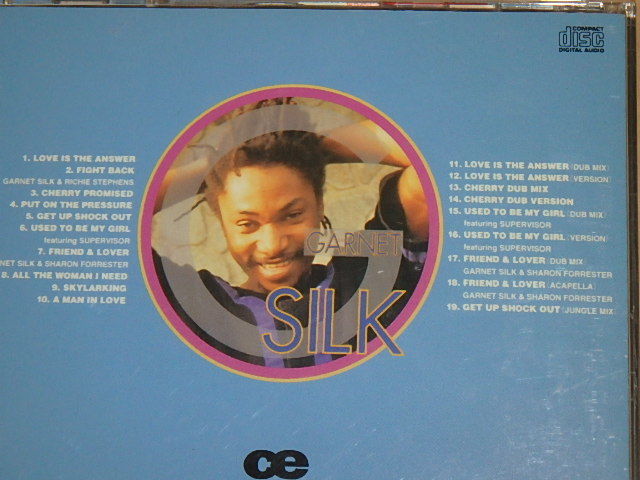 COMPACT
disc
DIGITAL AUDIO
1. LOVE IS THE ANSWER
2. FIGHT BACK
GARNET SILK & RICHIE STEPHENS
3. CHERRY PROMISED
4. PUT ON THE PRESSURE
5. GET UP SHOCK OUT
6. USED TO BE MY GIRL
featuring SUPERVISOR
7. FRIEND & LOVER
NET SILK & SHARON FORRESTER
8. ALL THE WOMAN I NEED
9. SKYLARKING
10. A MAN IN LOVE
GARNET
SILK
11. LOVE IS THE ANSWER (DUB MIX)
12. LOVE IS THE ANSWER (VERSION)
13. CHERRY DUB MIX
14. CHERRY DUB VERSION
15. USED TO BE MY GIRL (DUB MIX)
featuring SUPERVISOR
16. USED TO BE MY GIRL (VERSION)
featuring SUPERVISOR
17. FRIEND & LOVER (DUB MIX)
GARNET SILK & SHARON FORRESTER
18. FRIEND & LOVER (ACAPELLA)
GARNET SILK & SHARON FORRESTER
19. GET UP SHOCK OUT (JUNGLE MIX)
ce